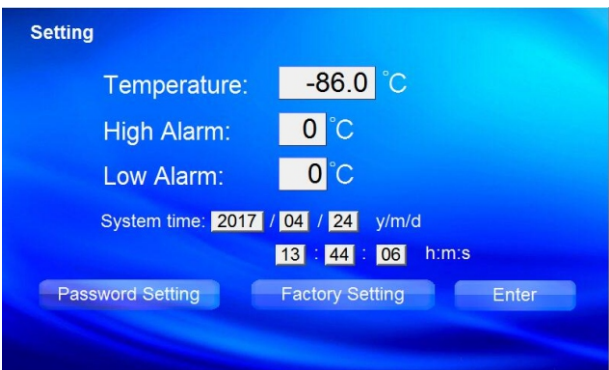 Setting
Temperature: -86.0 °C
High Alarm: 0 °C
Low Alarm: 0 °C
System time: 2017 / 04 / 24 y/m/d
13 : 44 : 06 h:m:s
Password Setting Factory Setting Enter